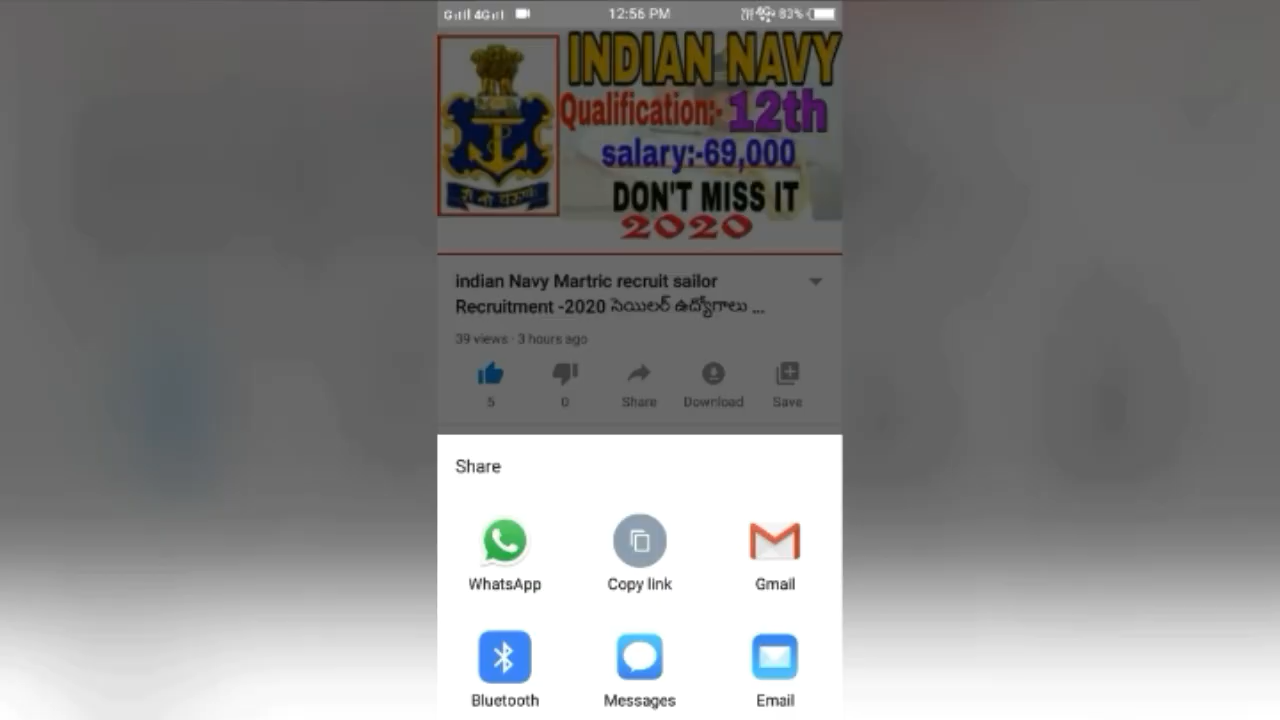 4G 12:56 PM 4G 83%
INDIAN NAVY
Qualification:- 12th
salary:-69,000
DON'T MISS IT
2020
indian Navy Martric recruit sailor
Recruitment -2020 సెయిలర్ ఉద్యోగాలు ...
39 views · 3 hours ago
5 0 Share Download Save
Share
WhatsApp Copy link Gmail
Bluetooth Messages Email